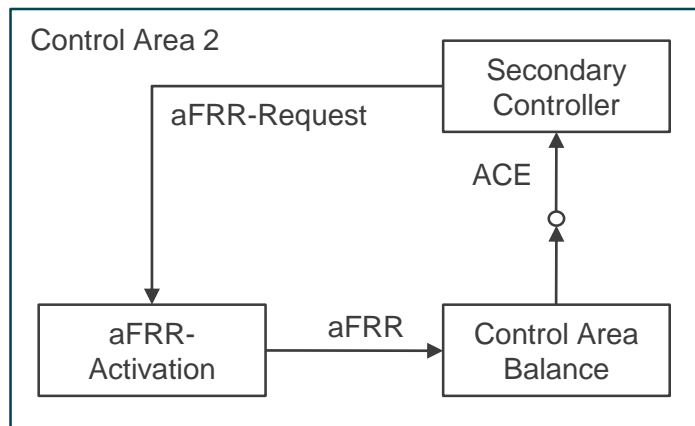 Control Area 2
Secondary
Controller
aFRR-Request
ACE
aFRR-
Activation
aFRR
Control Area
Balance